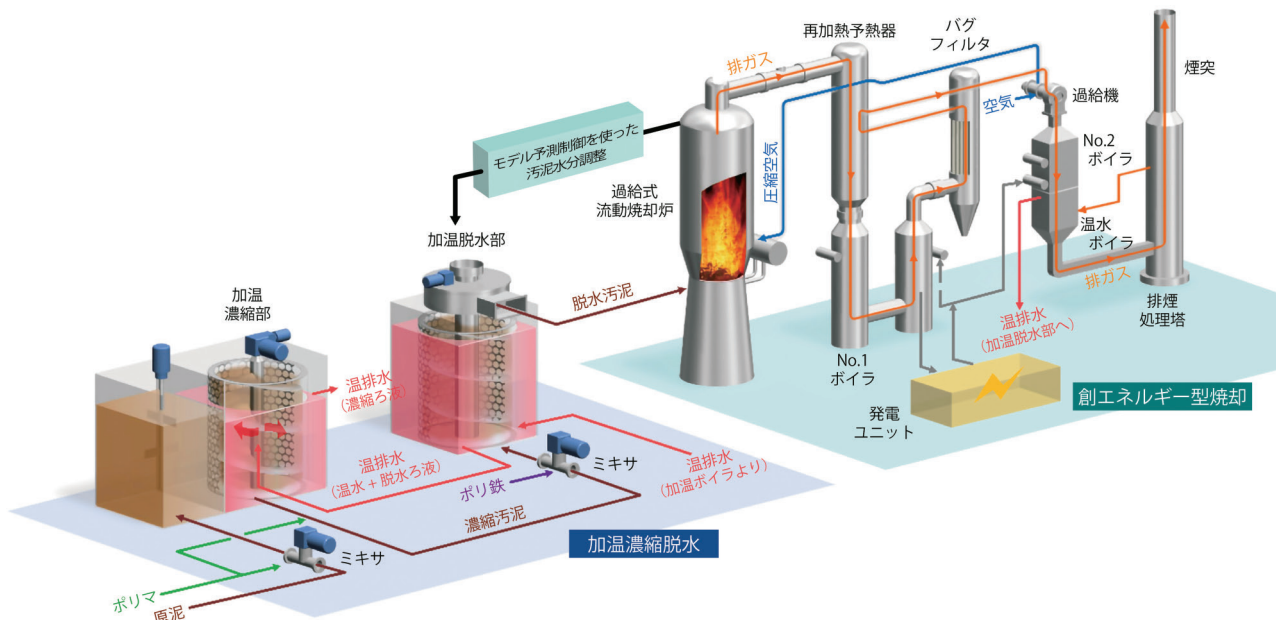 再加熱予熱器
バグ
フィルタ
煙突
排ガス
空気
過給機
モデル予測制御を使った
汚泥水分調整
圧縮空気
No.2
ボイラ
過給式
流動焼却炉
加温脱水部
温水
ボイラ
脱水汚泥
排ガス
加温
濃縮部
温排水
(加温脱水部へ)
排煙
処理塔
No.1
ボイラ
温排水
(濃縮ろ液)
創エネルギー型焼却
発電
ユニット
温排水
(温水+脱水ろ液)
ミキサ
温排水
(加温ボイラより)
ポリ鉄
濃縮汚泥
加温濃縮脱水
ミキサ
ポリマ
原泥